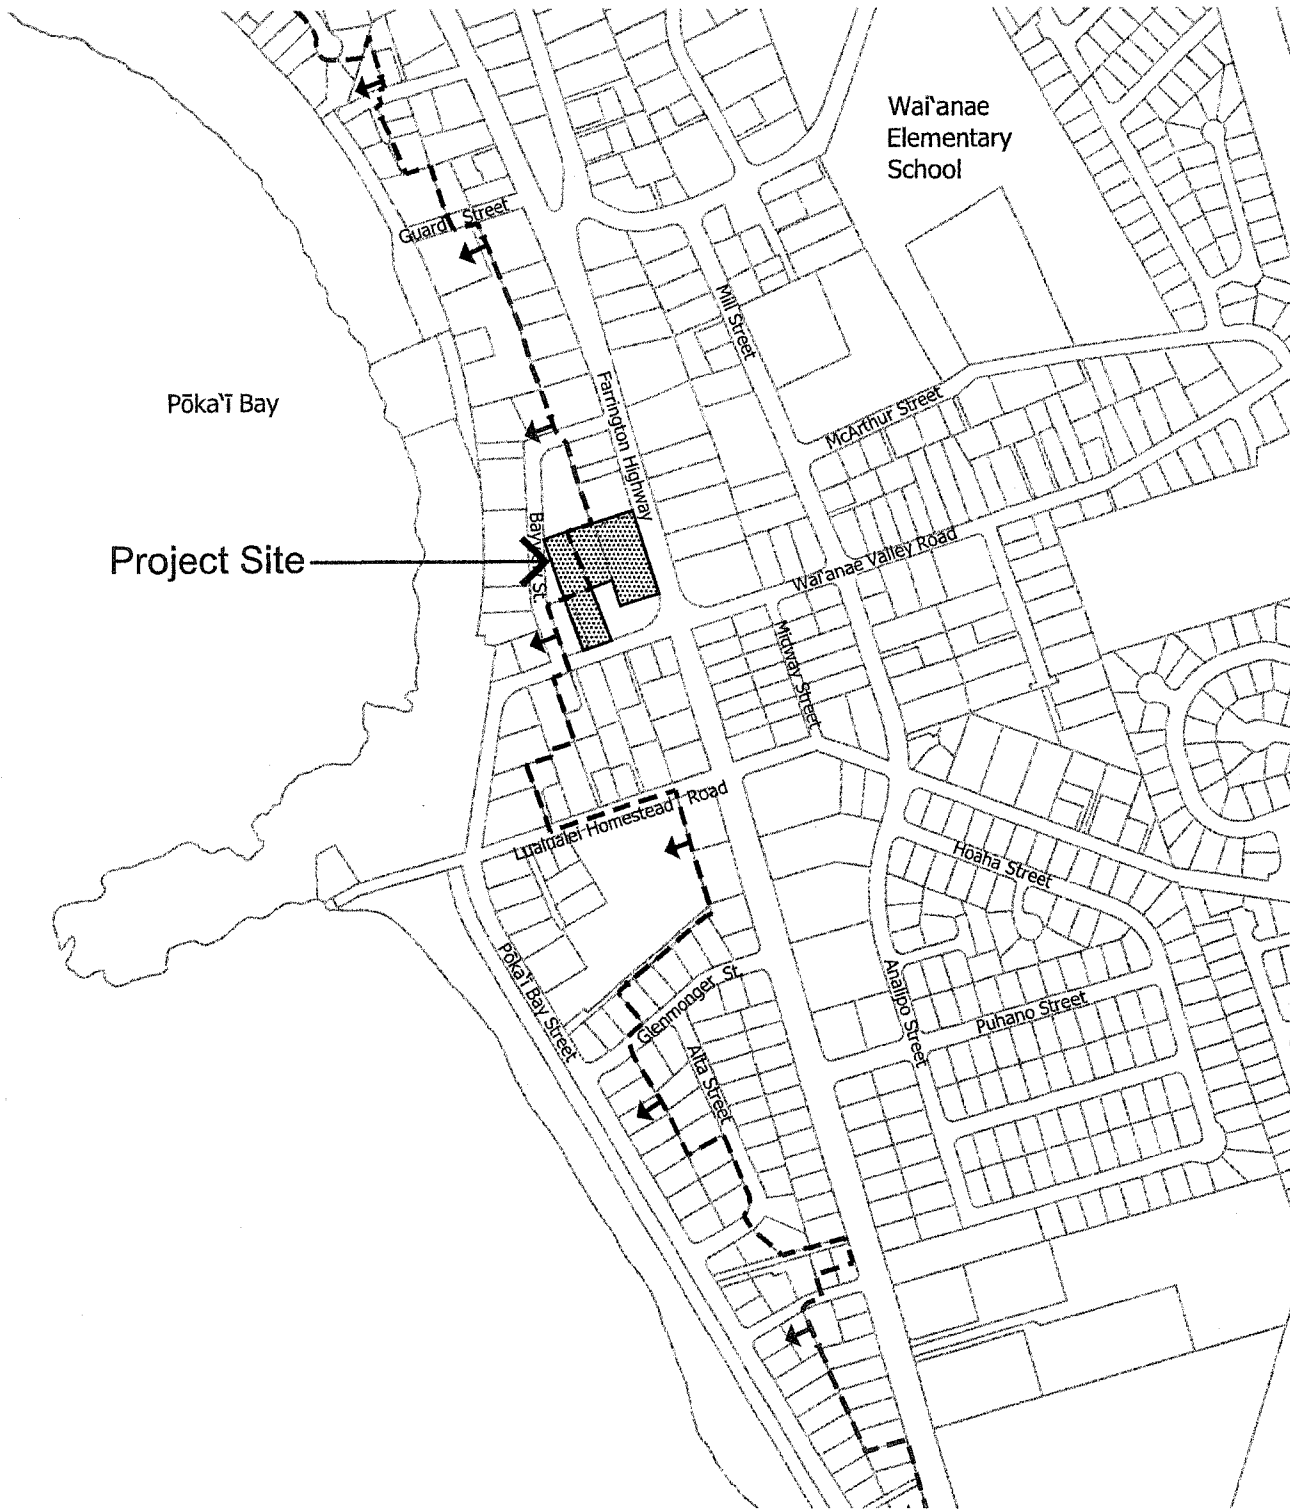 Wai‘anae
Elementary
School
Guard Street
Mill Street
Pōka‘ī Bay
Farrington Highway
McArthur Street
Project Site
St.
Wai‘anae Valley Road
Midway Street
Lualualei Homestead Road
Hoaha Street
Pōka‘ī Bay Street
Glenmonger St.
Analipo Street
Puhano Street
Alta Street